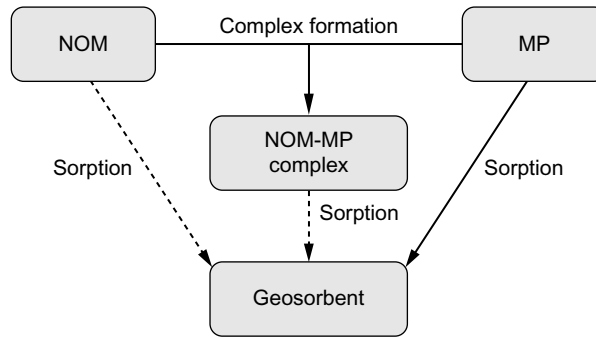 NOM
Complex formation
MP
NOM-MP
complex
Sorption
Sorption
Sorption
Geosorbent